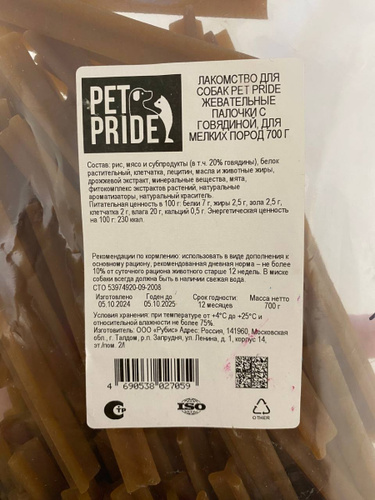 PET
PRIDE
ЛАКОМСТВО ДЛЯ
СОБАК PET PRIDE
ЖЕВАТЕЛЬНЫЕ
ПАЛОЧКИ С
ГОВЯДИНОЙ, ДЛЯ
МЕЛКИХ ПОРОД 700 Г
Состав: рис, мясо и субпродукты (в т.ч. 20% говядины), белок
растительный, клетчатка, глицерин, масла и животные жиры,
дрожжевой экстракт, минеральные вещества, мята,
фитокомплекс экстрактов растений, натуральные
ароматизаторы, натуральный краситель.
Питательная ценность в 100 г: белки 7 г, жиры 2,5 г, зола 2,5 г,
клетчатка 2 г, влага 20 г, кальций 0,5 г. Энергетическая ценность
на 100 г: 230 ккал.
Рекомендации по кормлению: использовать в виде дополнения к
основному рациону, рекомендованная дневная норма – не более
10% от суточного рациона животного старше 12 недель. В миске
собаки всегда должна быть в наличии свежая вода.
СТО 53974920-09-2008
Изготовлено Годен до Срок годности Масса нетто
05.10.2024 05.10.2025 12 месяцев 700 г
Условия хранения: при температуре от +4°С до +25°С и
относительной влажности не более 75%.
Изготовитель: ООО «Рубис» Адрес: Россия, 141960, Московская
обл., г. Талдом, р.п. Запрудня, ул. Ленина, д. 1, корпус 14,
эт./пом. 2/I
4 690538 027059
СТР
ISO
OTHER